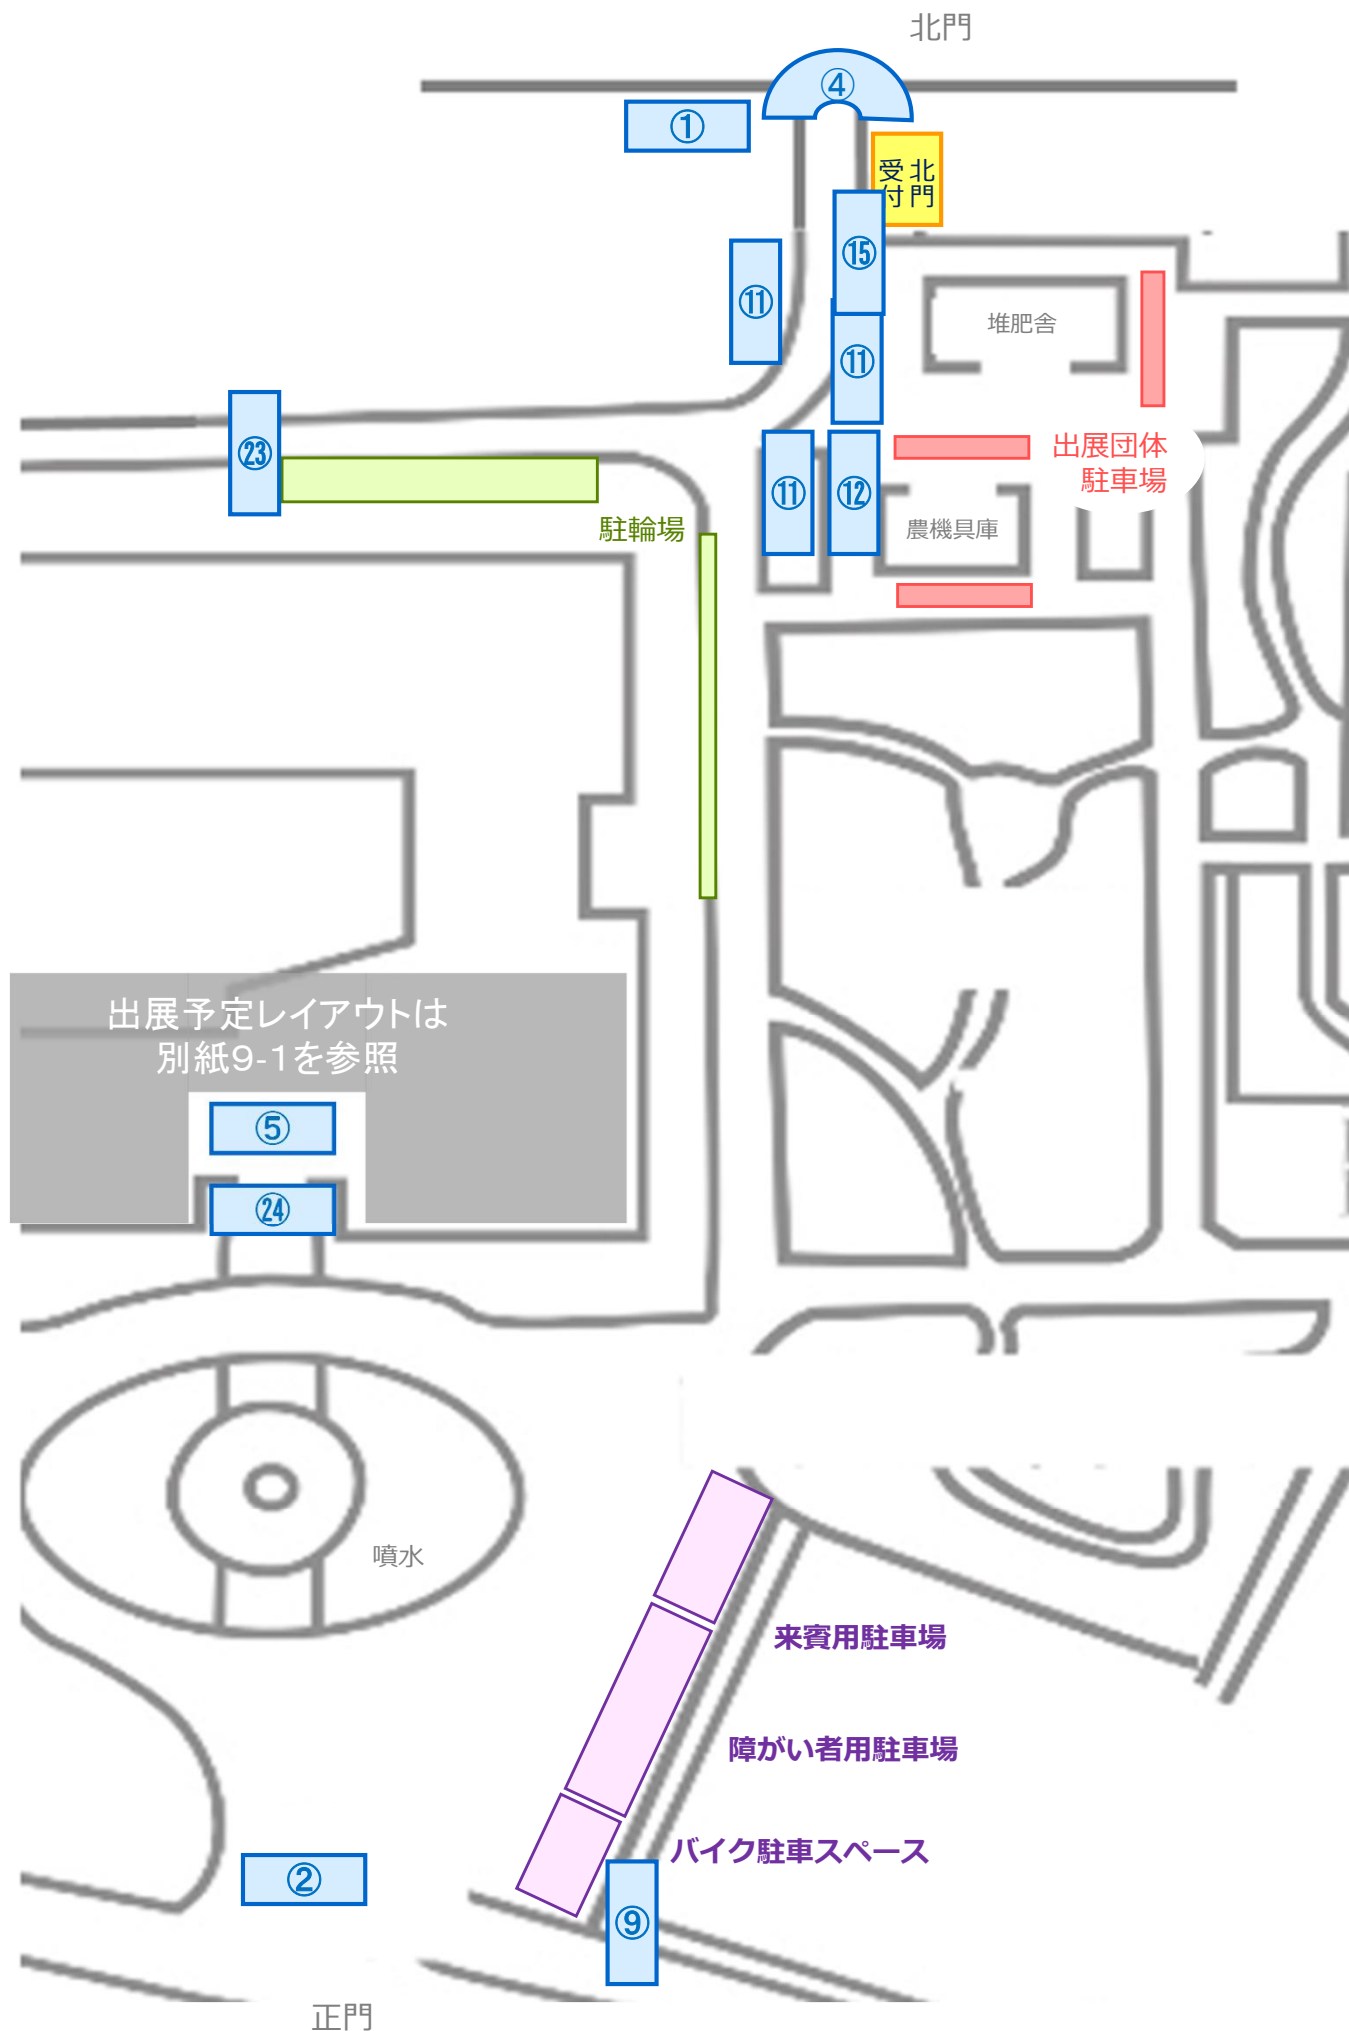 北門
④
①
北門
受付
⑮
⑪
堆肥舎
⑪
出展団体
駐車場
㉓
⑪
⑫
駐輪場
農機具庫
出展予定レイアウトは
別紙9-1を参照
⑤
㉔
噴水
来賓用駐車場
障がい者用駐車場
バイク駐車スペース
②
⑨
正門